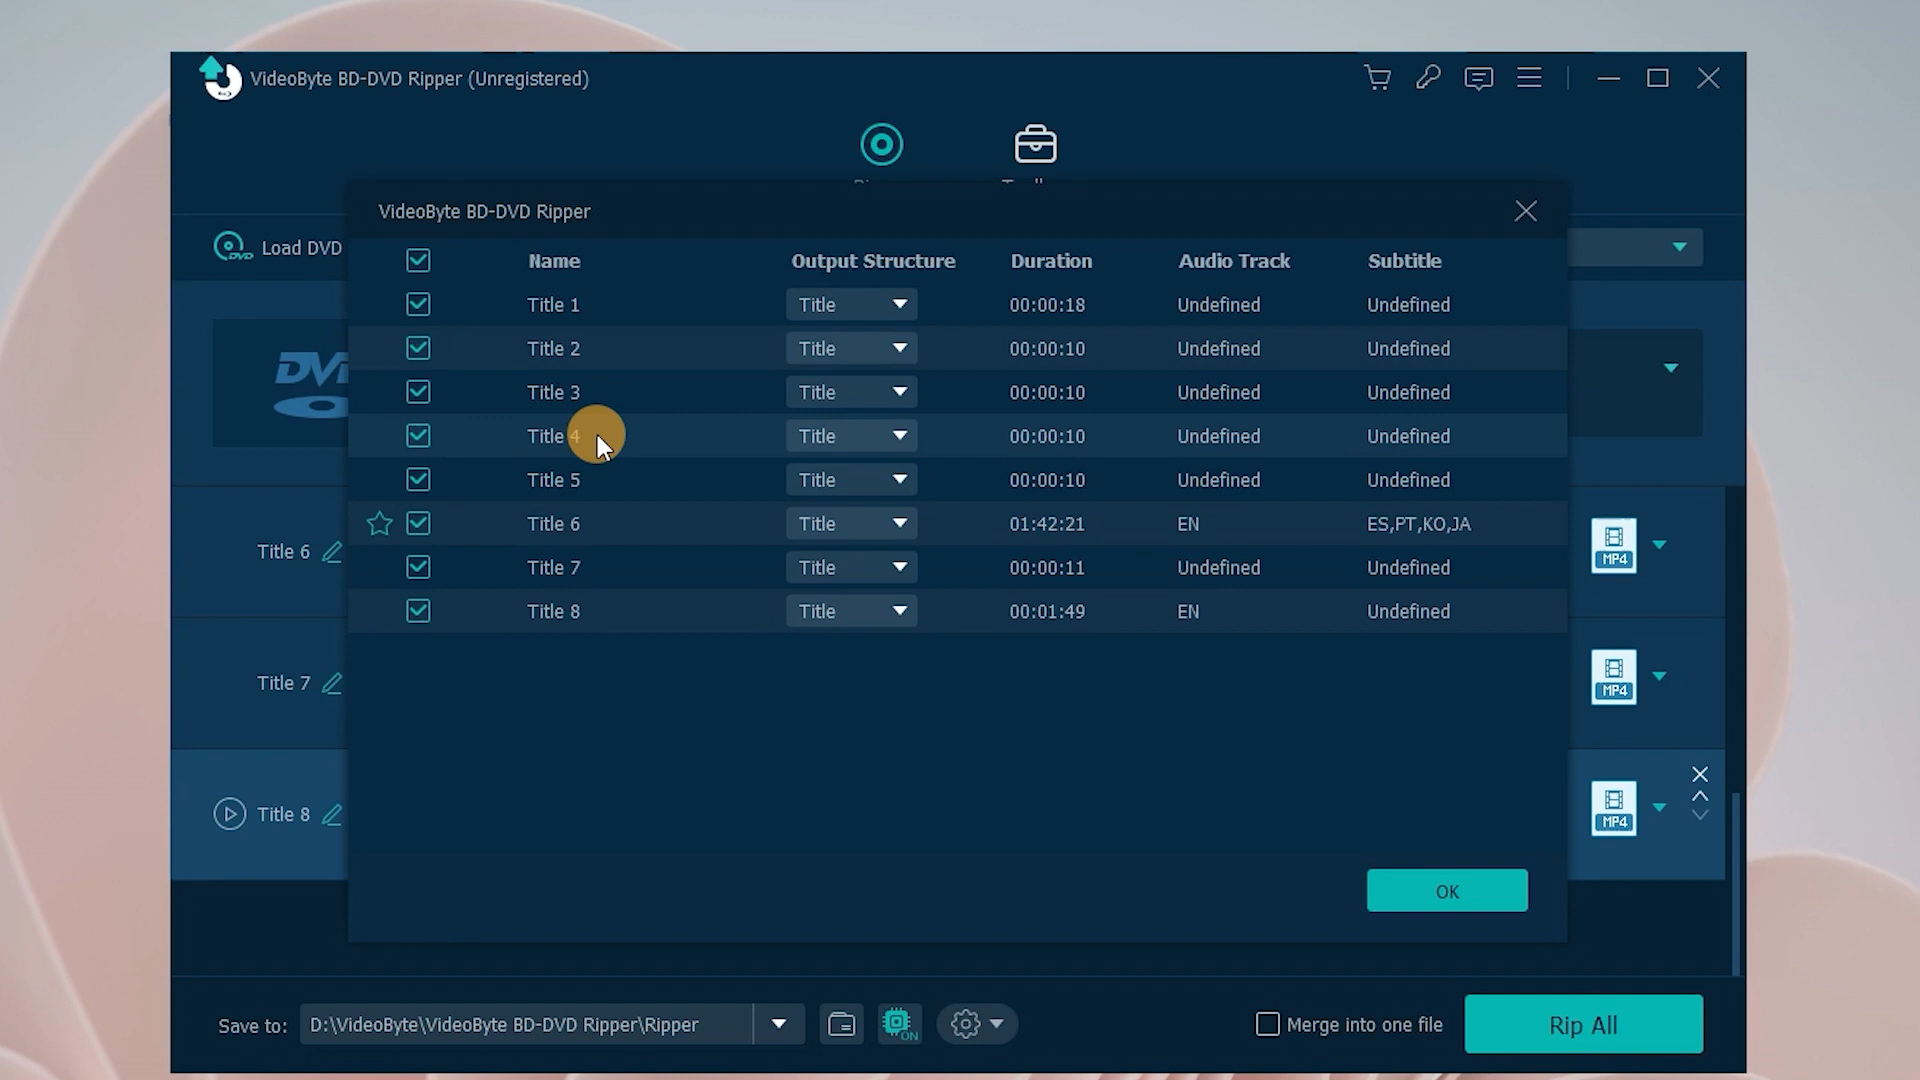 VideoByte BD-DVD Ripper (Unregistered)
VideoByte BD-DVD Ripper
Load DVD
Name Output Structure Duration Audio Track Subtitle
Title 1 Title 00:00:18 Undefined Undefined
Title 2 Title 00:00:10 Undefined Undefined
DVD
Title 3 Title 00:00:10 Undefined Undefined
Title 4 Title 00:00:10 Undefined Undefined
Title 5 Title 00:00:10 Undefined Undefined
Title 6 Title 01:42:21 EN ES,PT,KO,JA
Title 6 MP4
Title 7 Title 00:00:11 Undefined Undefined
Title 8 Title 00:01:49 EN Undefined
Title 7 MP4
Title 8 MP4
OK
Save to: D:\VideoByte\VideoByte BD-DVD Ripper\Ripper ON Merge into one file Rip All